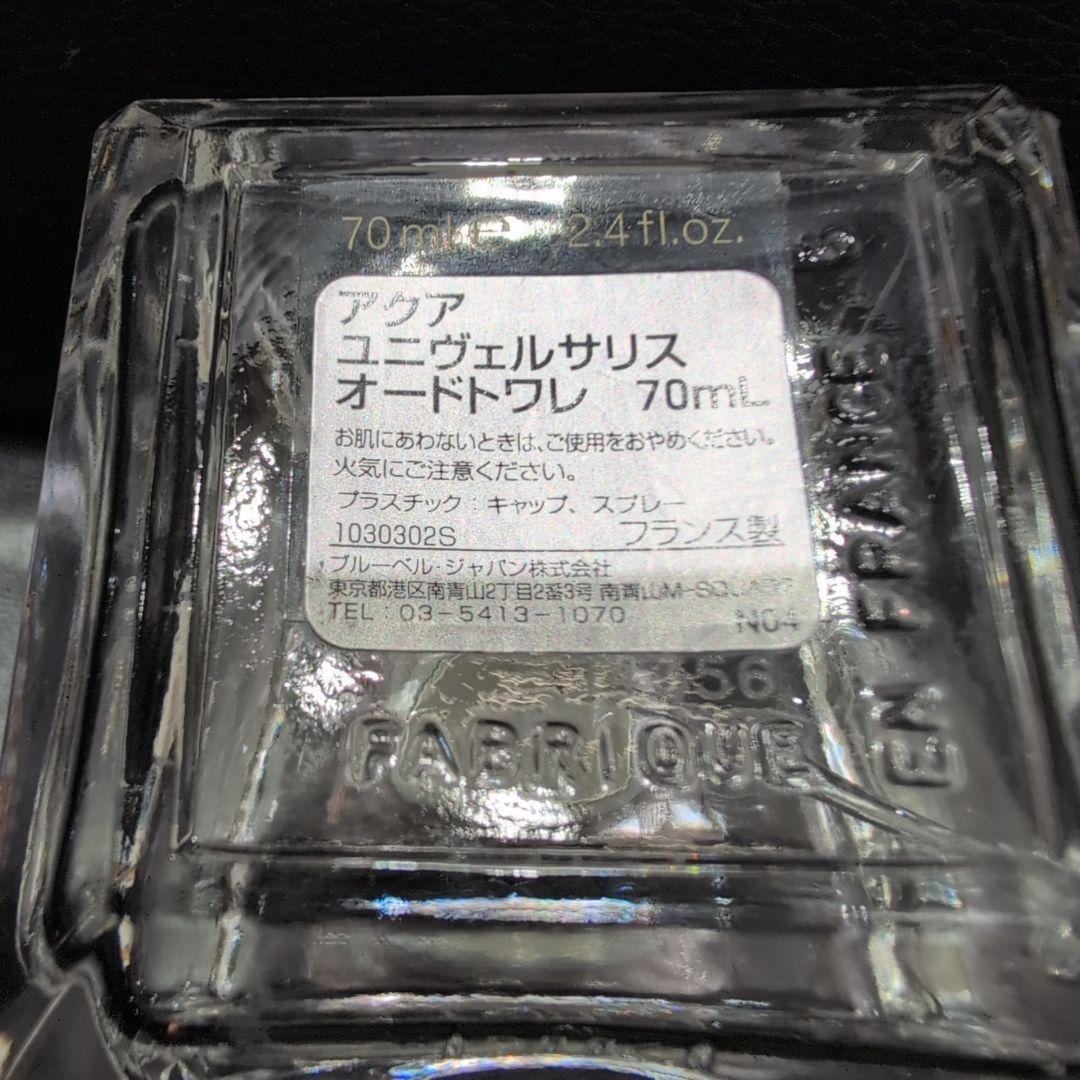 70 ml e 2.4 fl.oz.
アクア
ユニヴェルサリス
オードトワレ 70mL
お肌にあわないときは、ご使用をおやめください。
火気にご注意ください。
プラスチック:キャップ、スプレー
1030302S フランス製
ブルーベル・ジャパン株式会社
東京都港区南青山2丁目2番3号 南青山M-SQUARE
TEL:03-5413-1070 N04
56
FABRIQUE
EN FRANCE